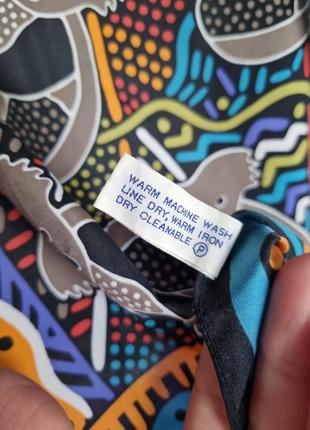 WARM MACHINE WASH
LINE DRY, WARM IRON
DRY CLEANABLE Ⓟ